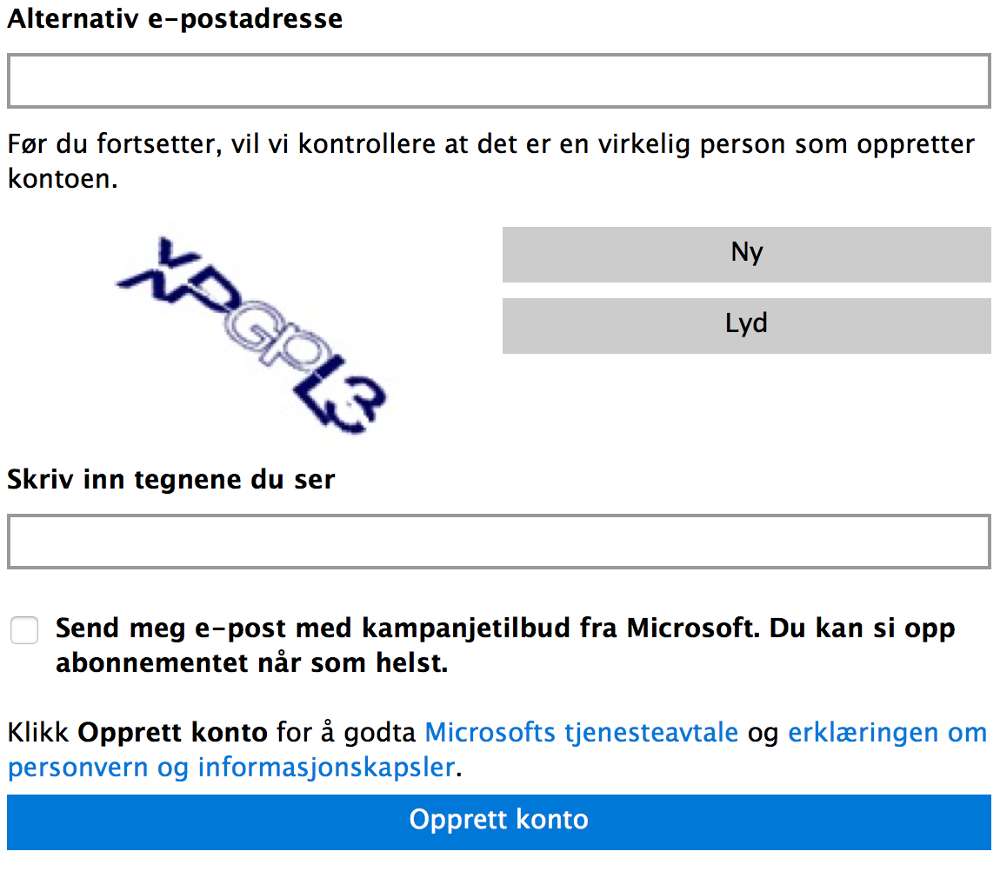 Alternativ e-postadresse
Før du fortsetter, vil vi kontrollere at det er en virkelig person som oppretter
kontoen.
Ny
Lyd
Skriv inn tegnene du ser
Send meg e-post med kampanjetilbud fra Microsoft. Du kan si opp
abonnementet når som helst.
Klikk Opprett konto for å godta Microsofts tjenesteavtale og erklæringen om
personvern og informasjonskapsler.
Opprett konto